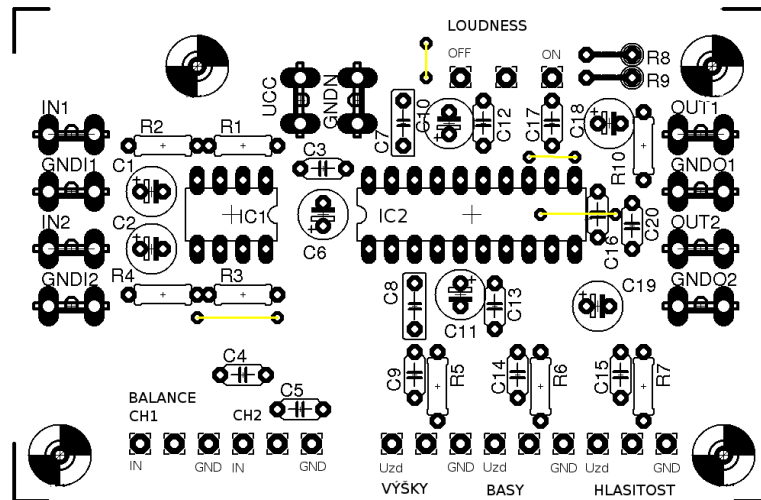 LOUDNESS
OFF
ON
R8
R9
UCC
GNDN
IN1
R2
R1
C7
C10
C12
C17
C18
OUT1
R10
GNDI1
C1
C3
GNDO1
IC1
IC2
IN2
C2
C6
C16
C20
OUT2
GNDI2
R4
R3
C8
C11
C13
C19
GNDO2
C4
C9
R5
C14
R6
C15
R7
C5
BALANCE
CH1
CH2
IN
GND
IN
GND
Uzd
GND
Uzd
GND
Uzd
GND
VÝŠKY
BASY
HLASITOST